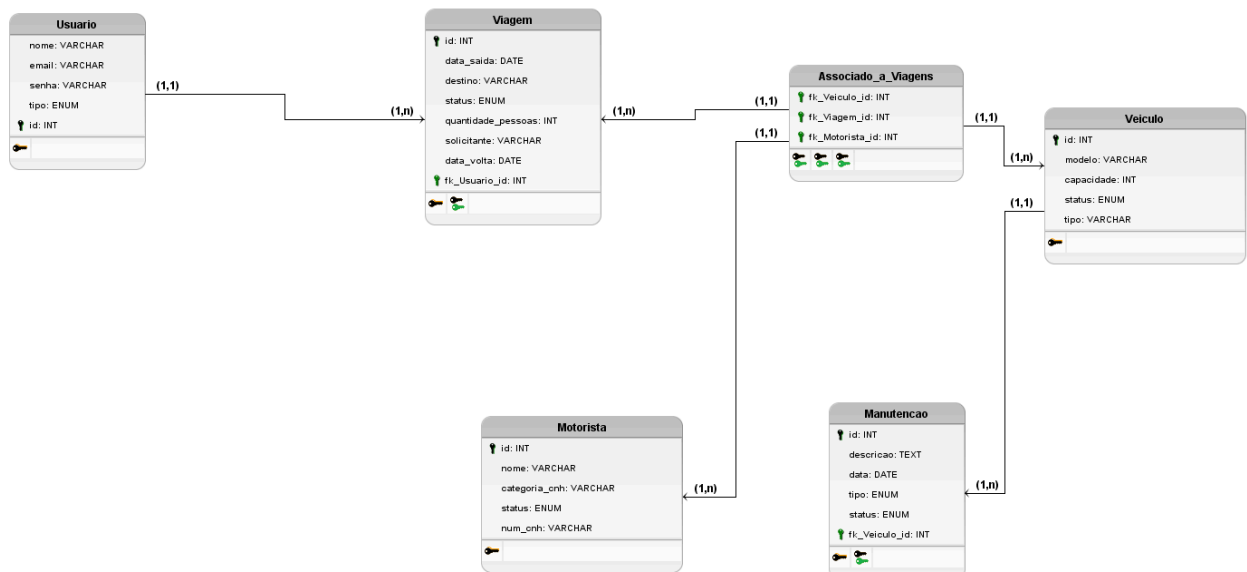 Usuario
nome: VARCHAR
email: VARCHAR
senha: VARCHAR
tipo: ENUM
id: INT
(1,1)
(1,n)
Viagem
id: INT
data_saida: DATE
destino: VARCHAR
status: ENUM
quantidade_pessoas: INT
solicitante: VARCHAR
data_volta: DATE
fk_Usuario_id: INT
(1,n)
(1,1)
(1,1)
Associado_a_Viagens
fk_Veiculo_id: INT
fk_Viagem_id: INT
fk_Motorista_id: INT
(1,1)
(1,n)
(1,1)
Veiculo
id: INT
modelo: VARCHAR
capacidade: INT
status: ENUM
tipo: VARCHAR
Motorista
id: INT
nome: VARCHAR
categoria_cnh: VARCHAR
status: ENUM
num_cnh: VARCHAR
(1,n)
Manutencao
id: INT
descricao: TEXT
data: DATE
tipo: ENUM
status: ENUM
fk_Veiculo_id: INT
(1,n)